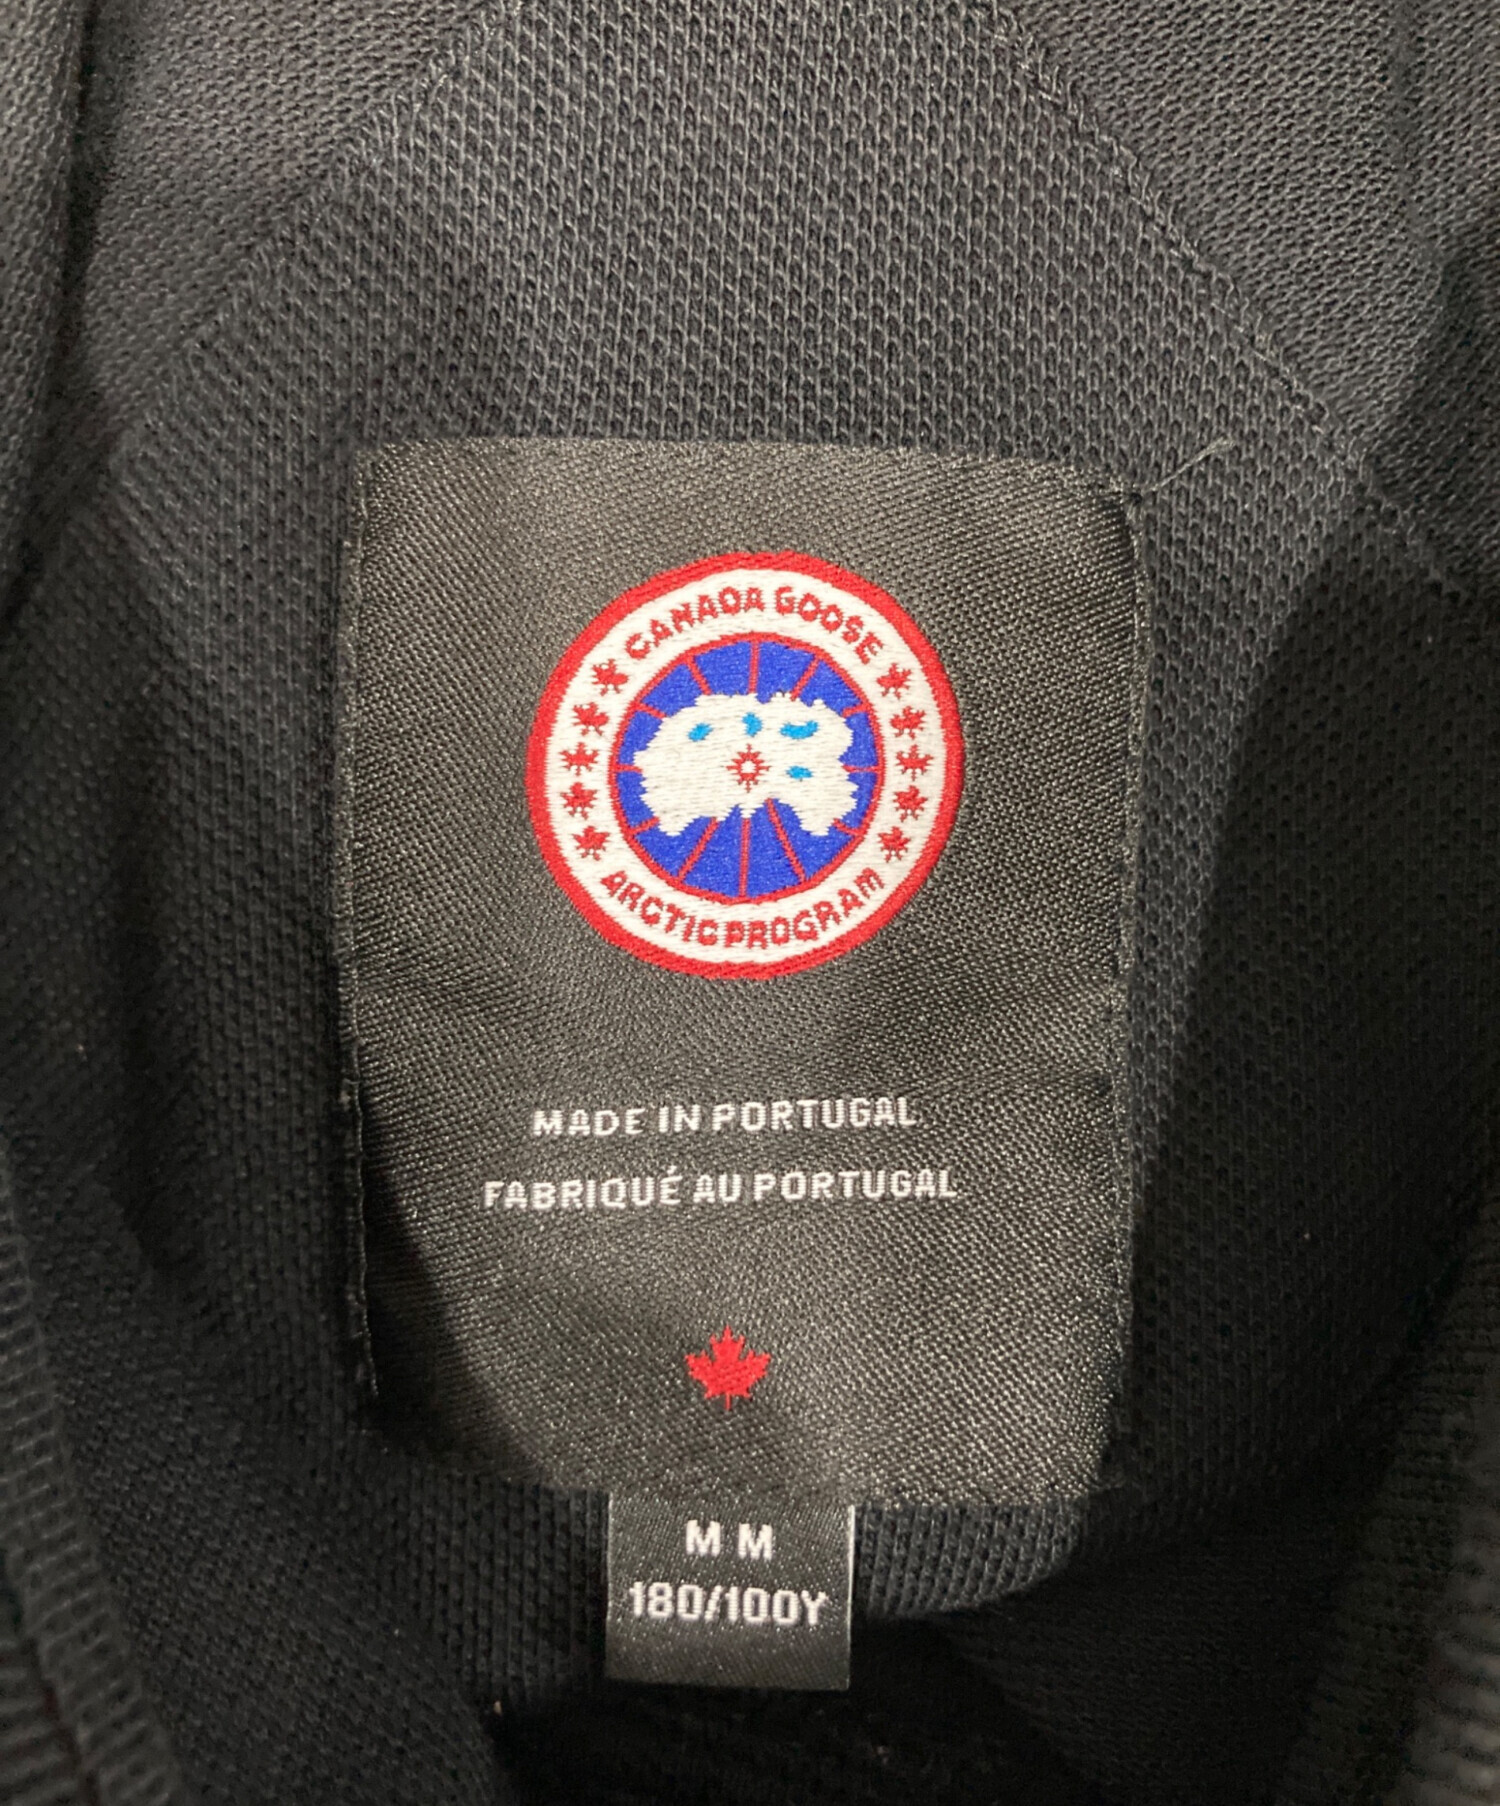 CANADA GOOSE
ARCTIC PROGRAM
MADE IN PORTUGAL
FABRIQUÉ AU PORTUGAL
M M
180/100Y